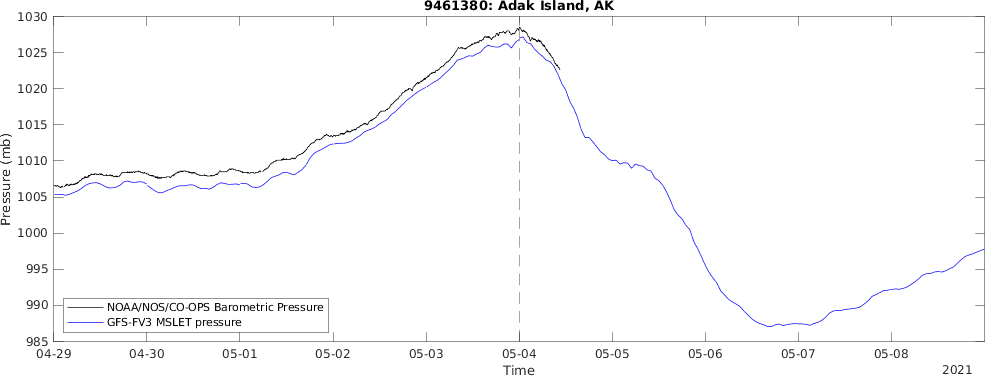 9461380: Adak Island, AK
Pressure (mb)
1030
1025
1020
1015
1010
1005
1000
995
990
985
NOAA/NOS/CO-OPS Barometric Pressure
GFS-FV3 MSLET pressure
04-29 04-30 05-01 05-02 05-03 05-04 05-05 05-06 05-07 05-08
Time
2021